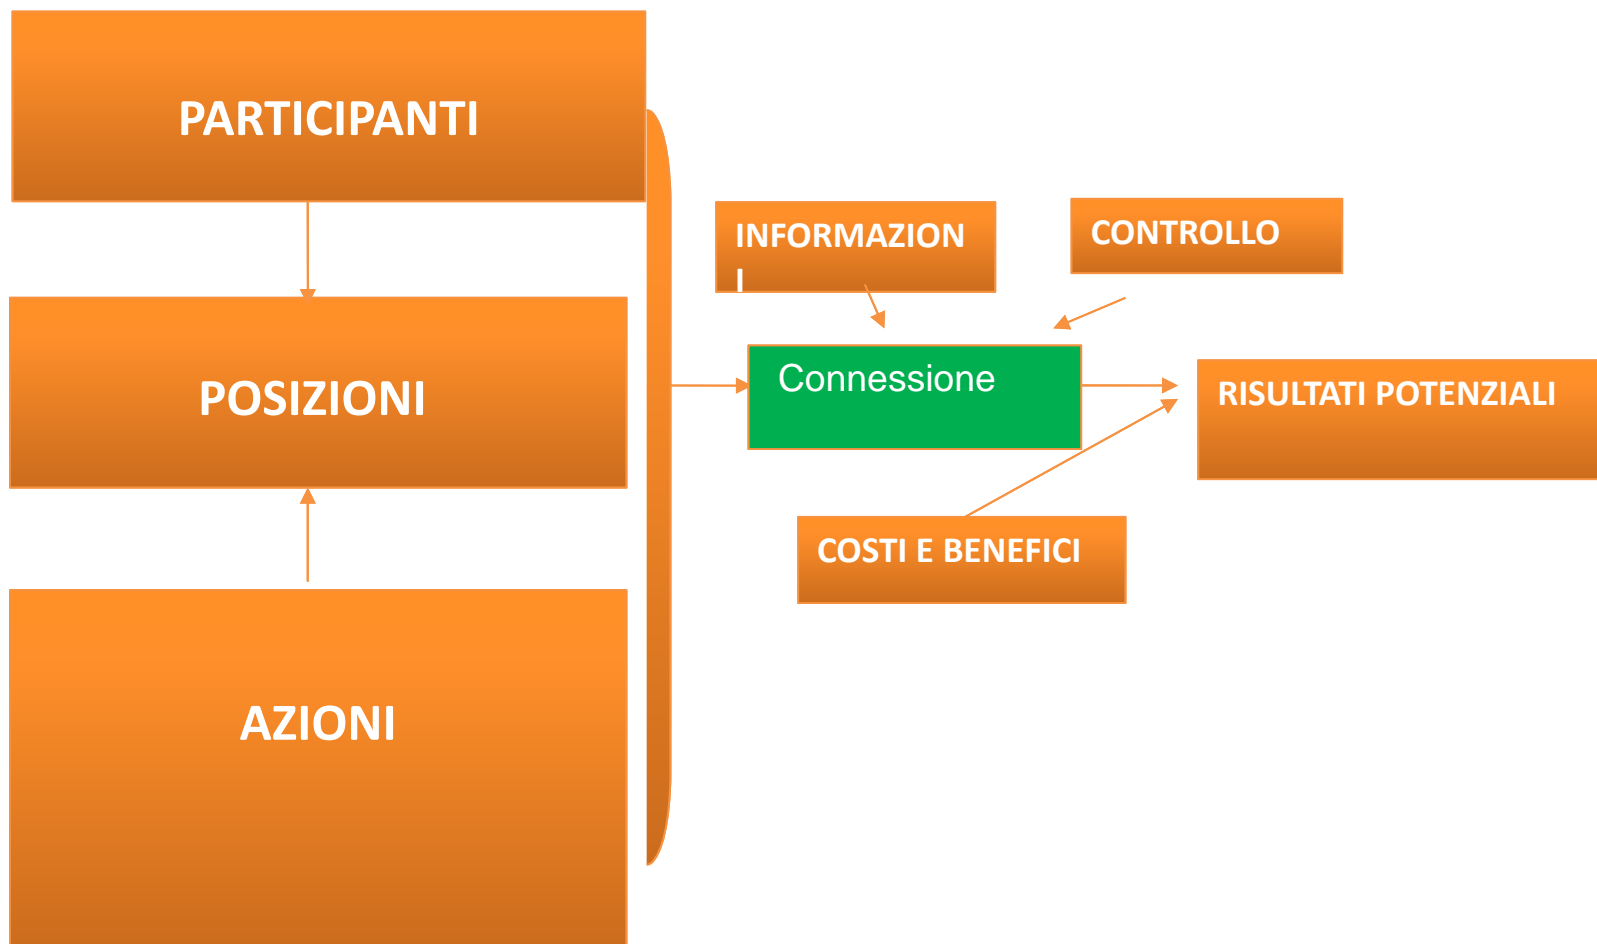 PARTICIPANTI
POSIZIONI
AZIONI
INFORMAZION
I
CONTROLLO
Connessione
RISULTATI POTENZIALI
COSTI E BENEFICI